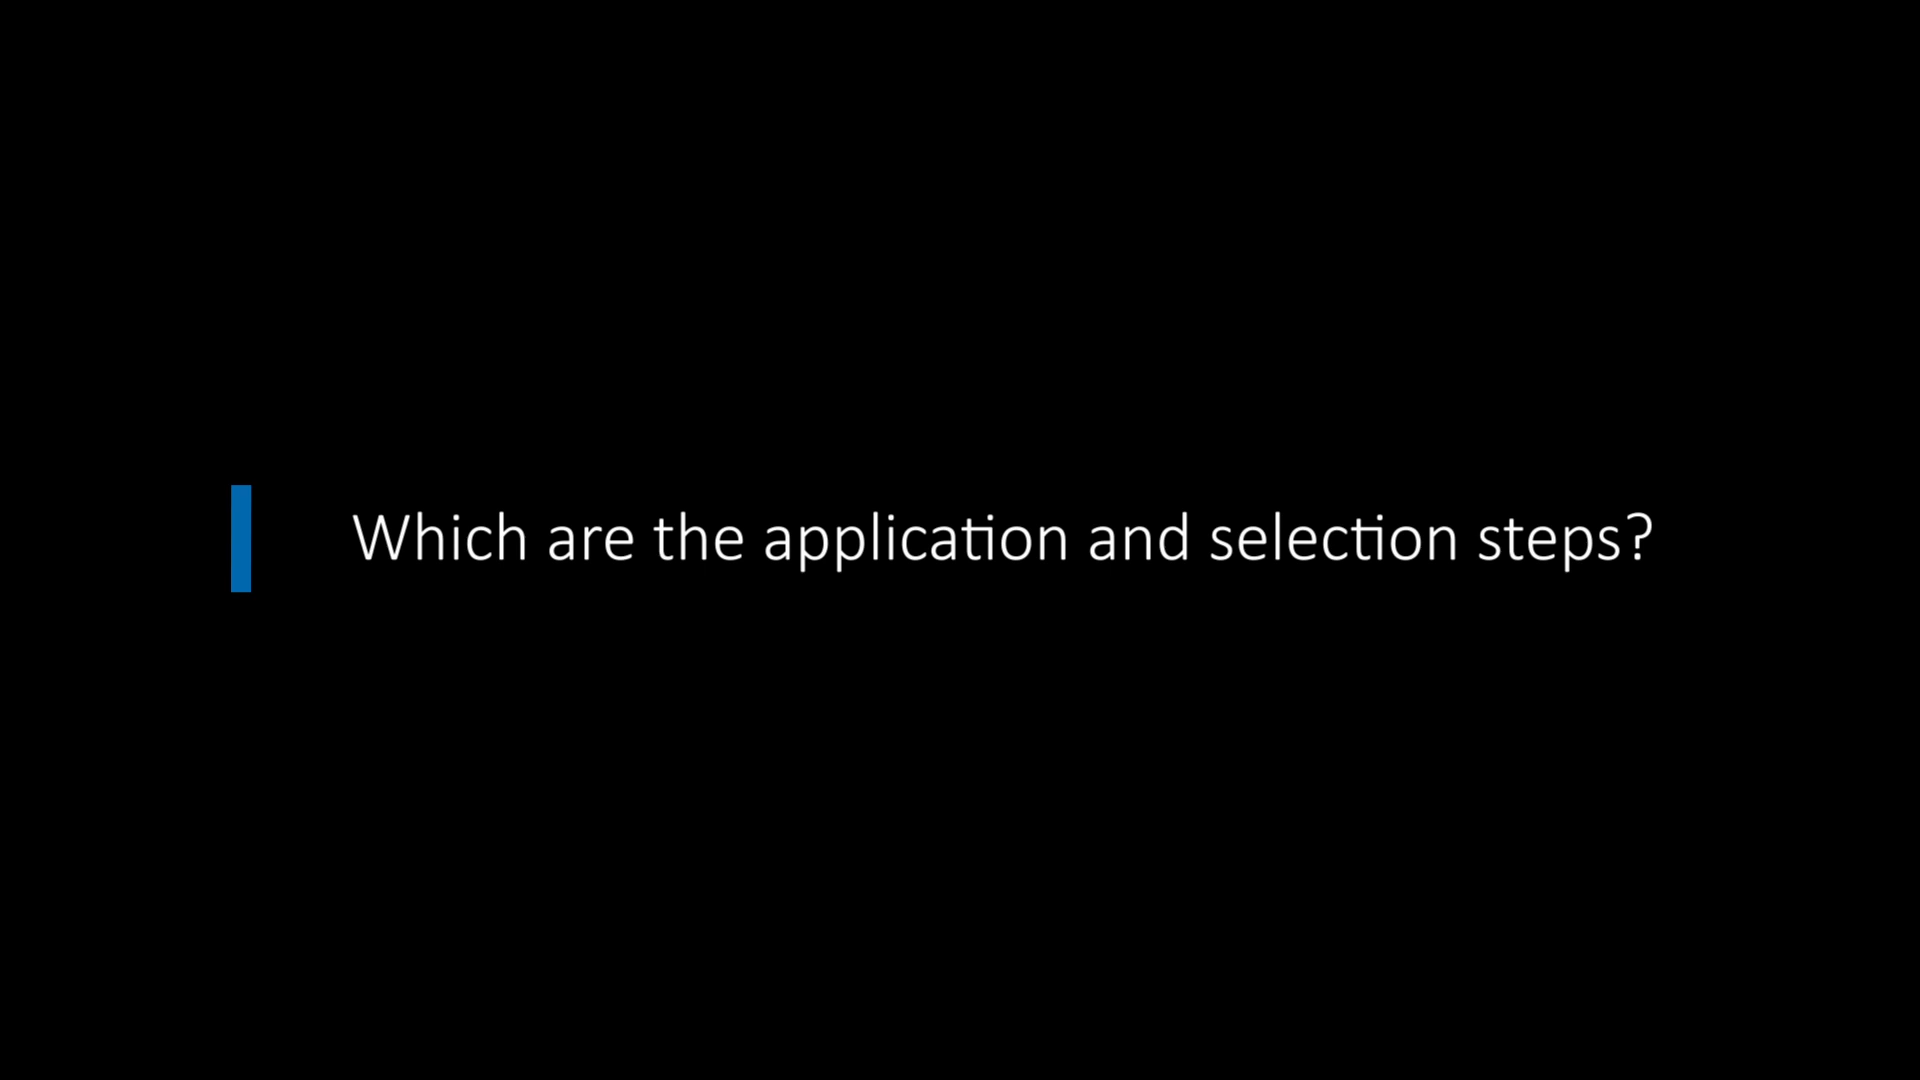 Which are the application and selection steps?